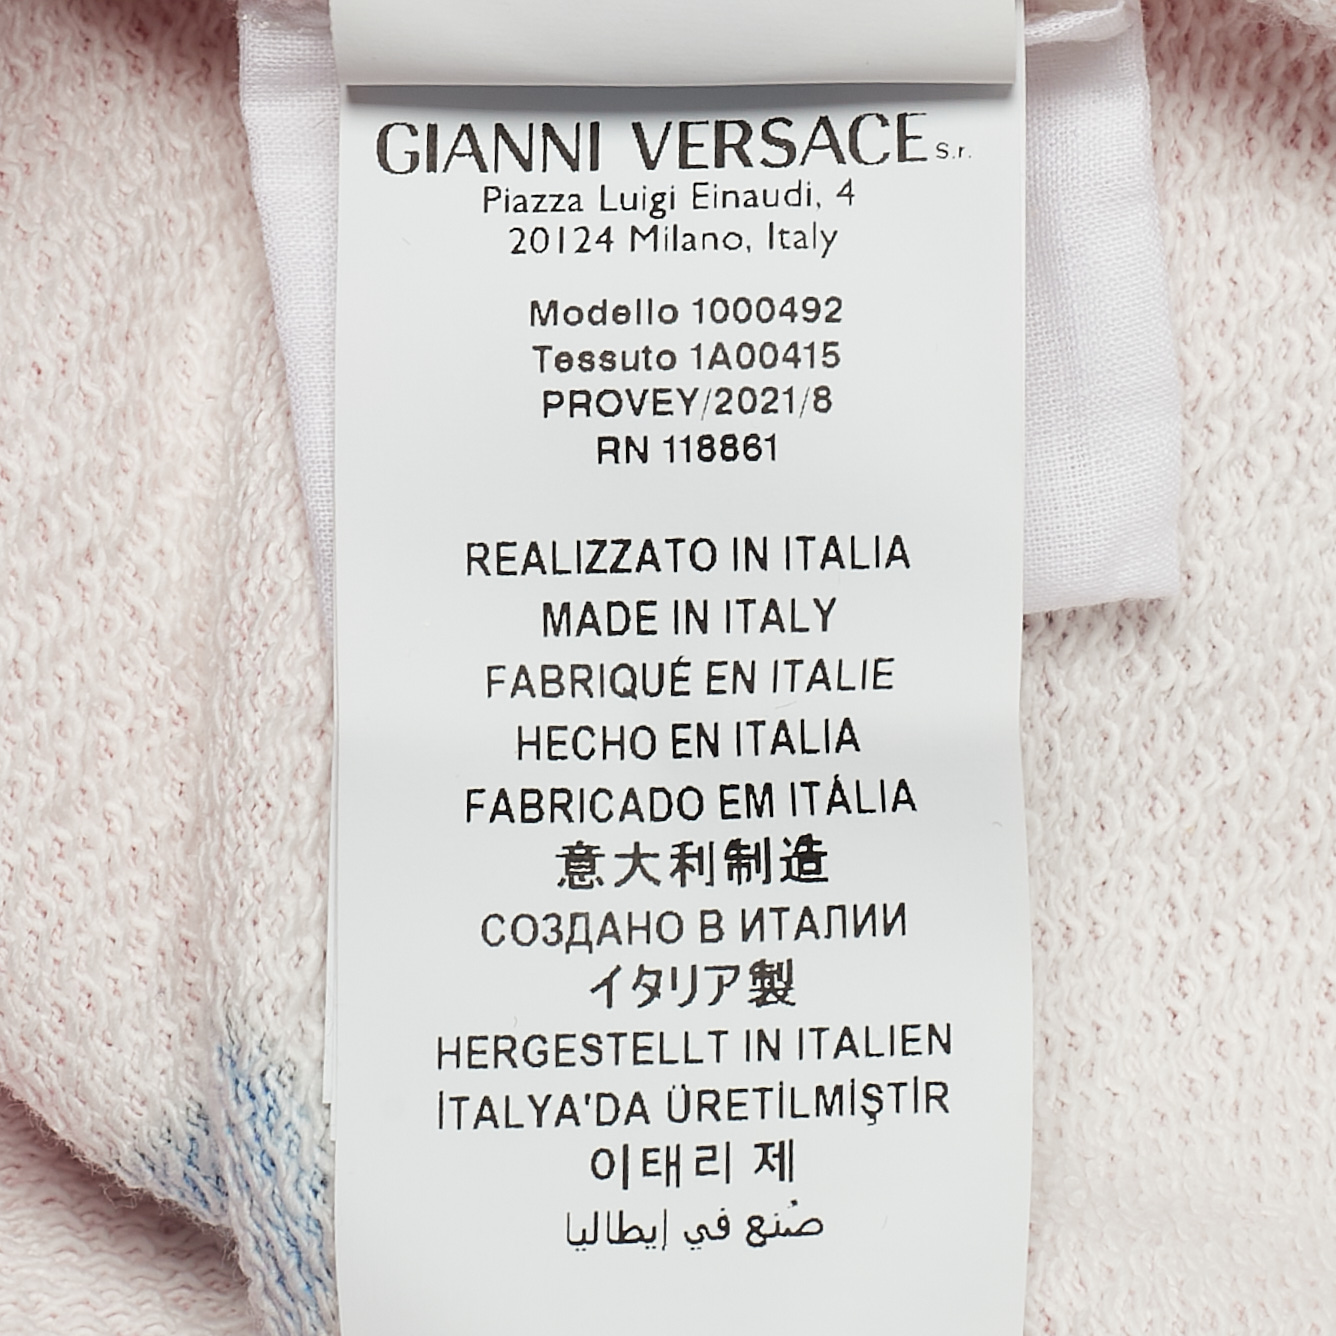 GIANNI VERSACE S.r.
Piazza Luigi Einaudi, 4
20124 Milano, Italy
Modello 1000492
Tessuto 1A00415
PROVEY/2021/8
RN 118861
REALIZZATO IN ITALIA
MADE IN ITALY
FABRIQUÉ EN ITALIE
HECHO EN ITALIA
FABRICADO EM ITÁLIA
意大利制造
СОЗДАНО В ИТАЛИИ
イタリア製
HERGESTELLT IN ITALIEN
İTALYA'DA ÜRETİLMİŞTİR
이태리 제
صُنع في إيطاليا